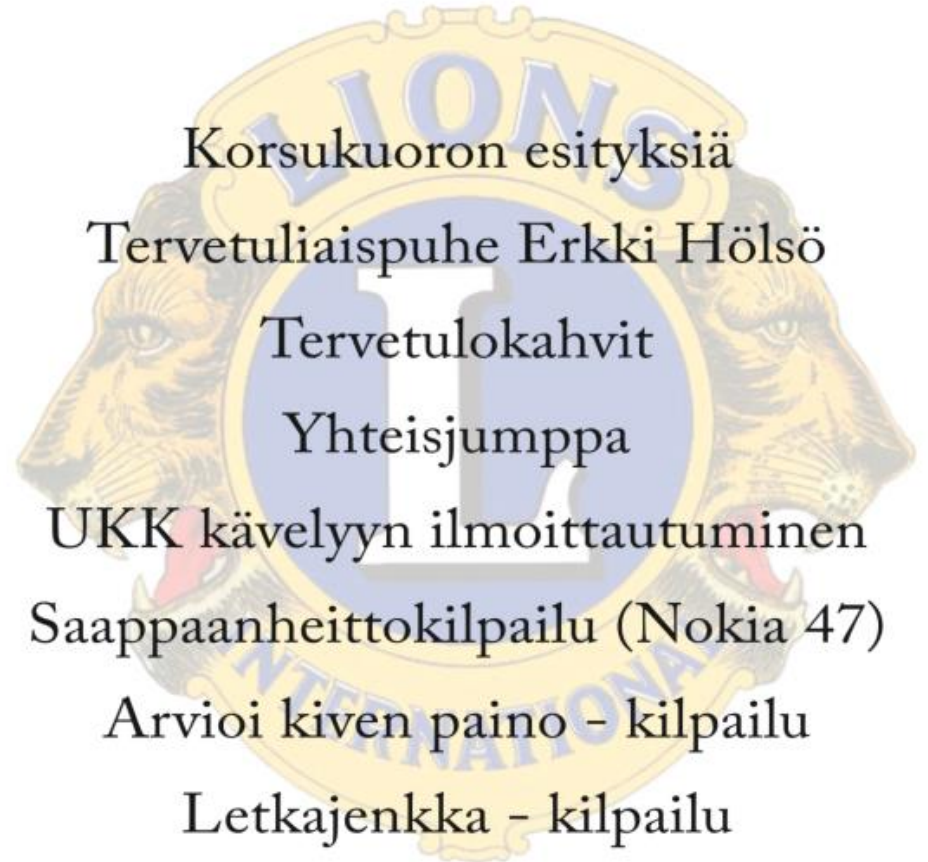 LIONS
Korsukuoron esityksiä
Tervetuliaispuhe Erkki Hölsö
L
Tervetulokahvit
Yhteisjumppa
UKK kävelyyn ilmoittautuminen
Saappaanheittokilpailu (Nokia 47)
INTERNATIONAL
Arvioi kiven paino - kilpailu
Letkajenkka - kilpailu